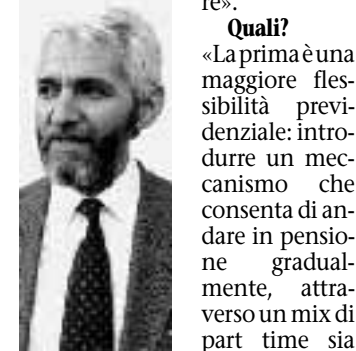 re».
Quali?
«La prima è una
maggiore fles-
sibilità previ-
denziale: intro-
durre un mec-
canismo che
consenta di an-
dare in pensio-
ne gradual-
mente, attra-
verso un mix di
part time sia